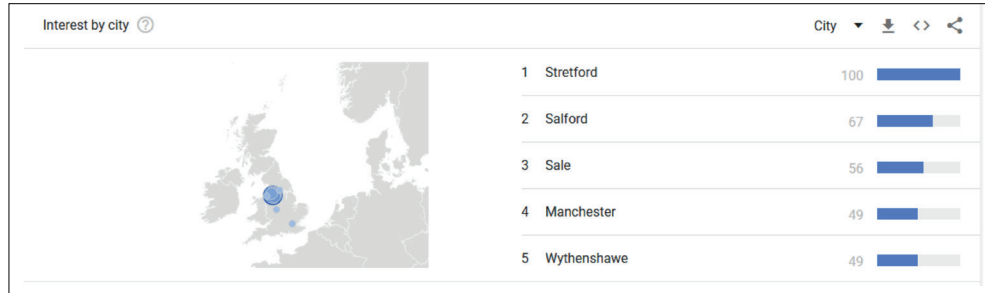 Interest by city ?
City
1 Stretford 100
2 Salford 67
3 Sale 56
4 Manchester 49
5 Wythenshawe 49